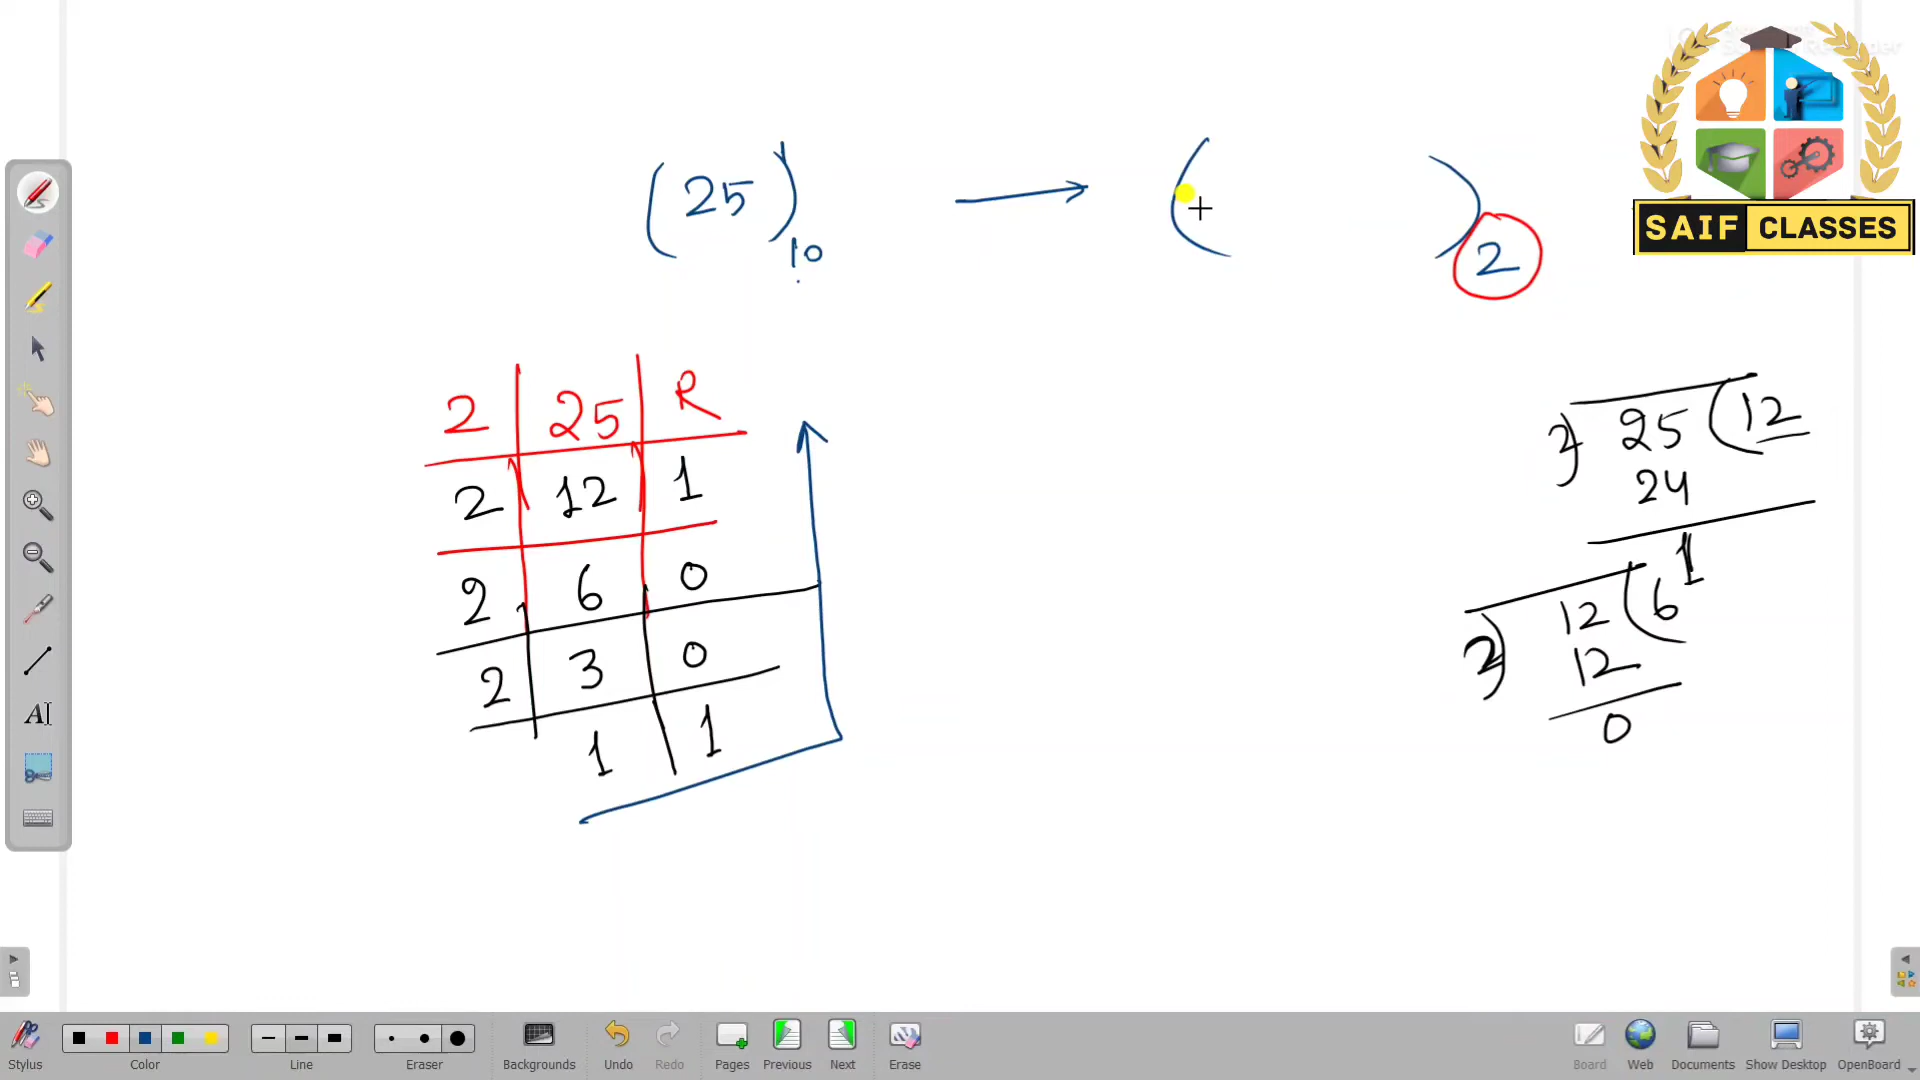 (25)10 → ( )2
SAIF CLASSES
2 25 R
2 12 1
2 6 0
2 3 0
1 1
2) 25 (12
24
1
2) 12 (6
12
0
Stylus Color Line Eraser Backgrounds Undo Redo Pages Previous Next Erase Board Web Documents Show Desktop OpenBoard